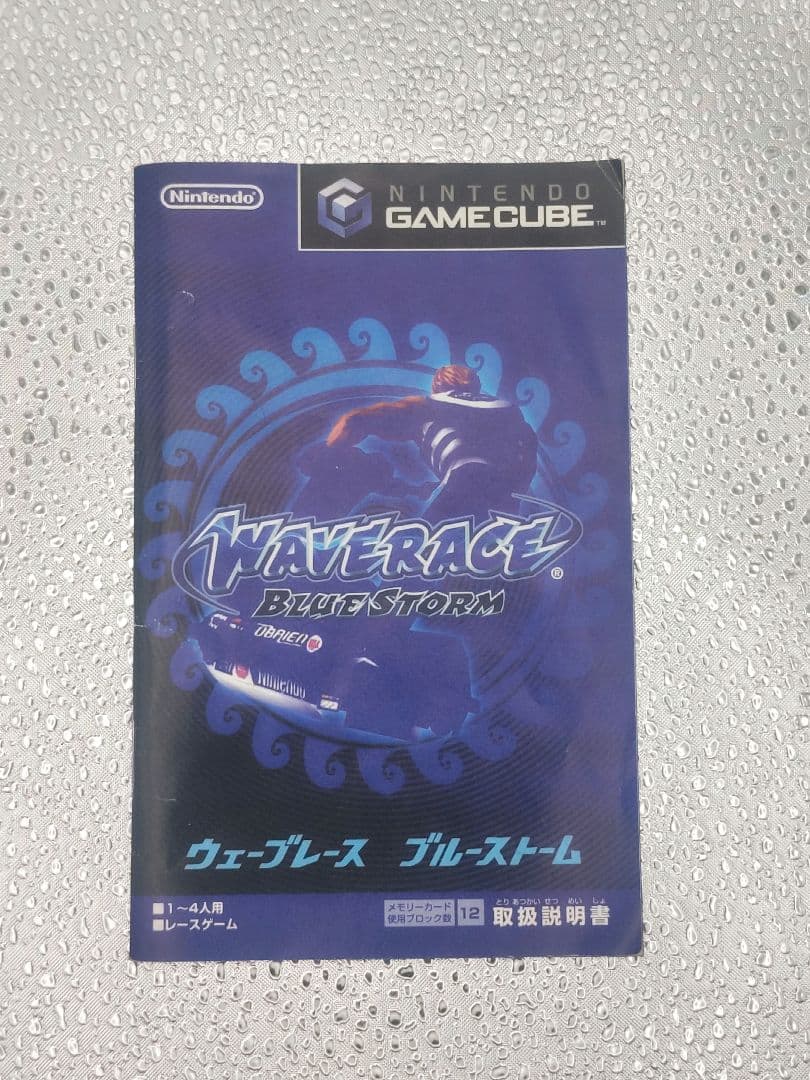 Nintendo
NINTENDO
GAMECUBE™
WAVERACE®
BLUE STORM
OBRIEN
Nintendo
ウェーブレース ブルーストーム
■1～4人用
■レースゲーム
メモリーカード
使用ブロック数
12
とりあつかいせつめいしょ
取扱説明書